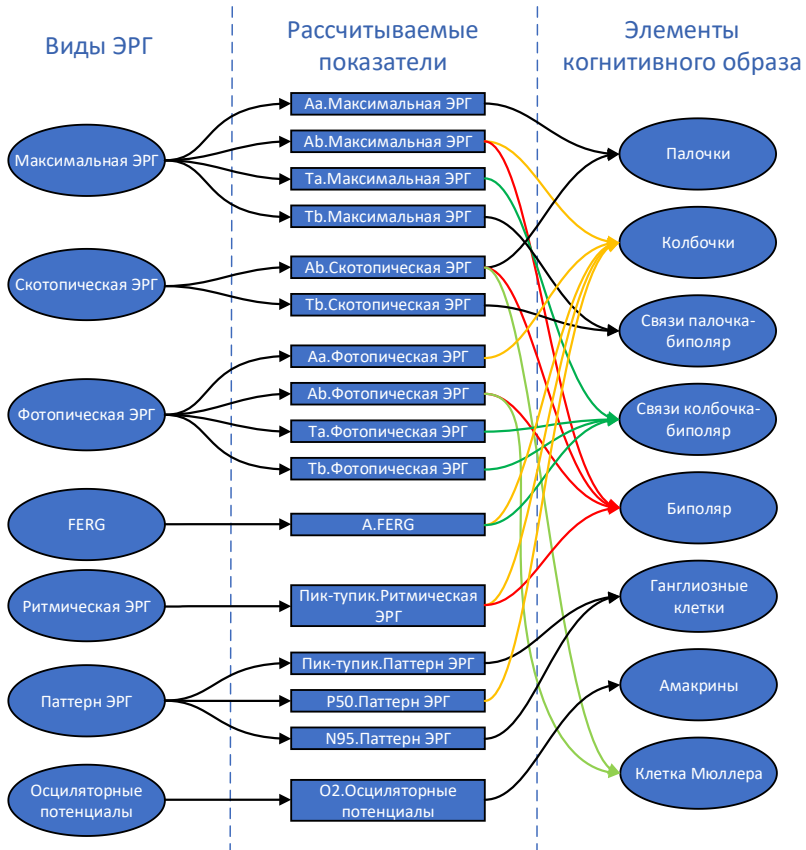 Виды ЭРГ
Рассчитываемые
показатели
Элементы
когнитивного образа
Максимальная ЭРГ
Скотопическая ЭРГ
Фотопическая ЭРГ
FERG
Ритмическая ЭРГ
Паттерн ЭРГ
Осциляторные
потенциалы
Aa.Максимальная ЭРГ
Ab.Максимальная ЭРГ
Ta.Максимальная ЭРГ
Tb.Максимальная ЭРГ
Ab.Скотопическая ЭРГ
Tb.Скотопическая ЭРГ
Aa.Фотопическая ЭРГ
Ab.Фотопическая ЭРГ
Ta.Фотопическая ЭРГ
Tb.Фотопическая ЭРГ
A.FERG
Пик-тупик.Ритмическая
ЭРГ
Пик-тупик.Паттерн ЭРГ
P50.Паттерн ЭРГ
N95.Паттерн ЭРГ
O2.Осциляторные
потенциалы
Палочки
Колбочки
Связи палочка-
биполяр
Связи колбочка-
биполяр
Биполяр
Ганглиозные
клетки
Амакрины
Клетка Мюллера